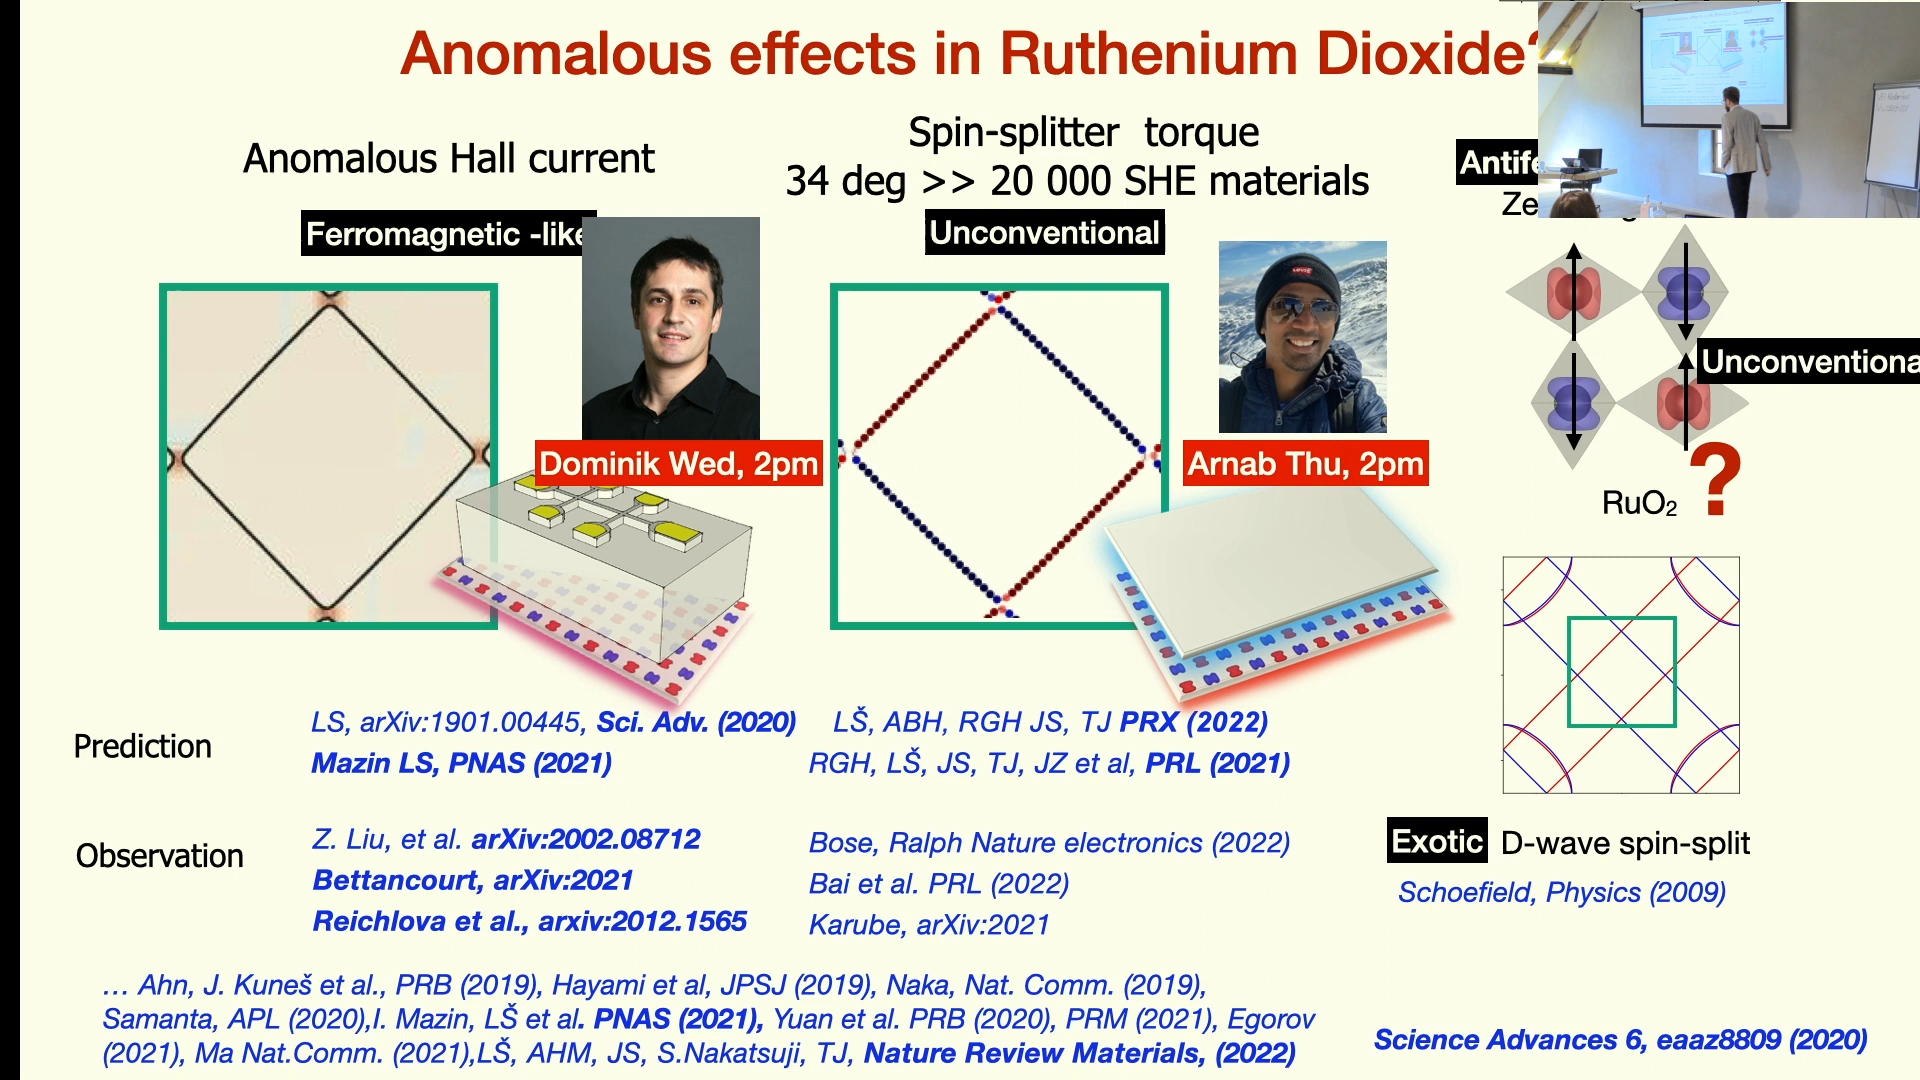 Anomalous effects in Ruthenium Dioxide?
Anomalous Hall current
Spin-splitter torque
34 deg >> 20 000 SHE materials
Ferromagnetic -like
Unconventional
Unconventiona
Dominik Wed, 2pm
Arnab Thu, 2pm
RuO₂ ?
Prediction
LS, arXiv:1901.00445, Sci. Adv. (2020)
Mazin LS, PNAS (2021)
LŠ, ABH, RGH JS, TJ PRX (2022)
RGH, LŠ, JS, TJ, JZ et al, PRL (2021)
Observation
Z. Liu, et al. arXiv:2002.08712
Bettancourt, arXiv:2021
Reichlova et al., arxiv:2012.1565
Bose, Ralph Nature electronics (2022)
Bai et al. PRL (2022)
Karube, arXiv:2021
Exotic D-wave spin-split
Schoefield, Physics (2009)
... Ahn, J. Kuneš et al., PRB (2019), Hayami et al, JPSJ (2019), Naka, Nat. Comm. (2019),
Samanta, APL (2020),I. Mazin, LŠ et al. PNAS (2021), Yuan et al. PRB (2020), PRM (2021), Egorov
(2021), Ma Nat.Comm. (2021),LŠ, AHM, JS, S.Nakatsuji, TJ, Nature Review Materials, (2022)
Science Advances 6, eaaz8809 (2020)